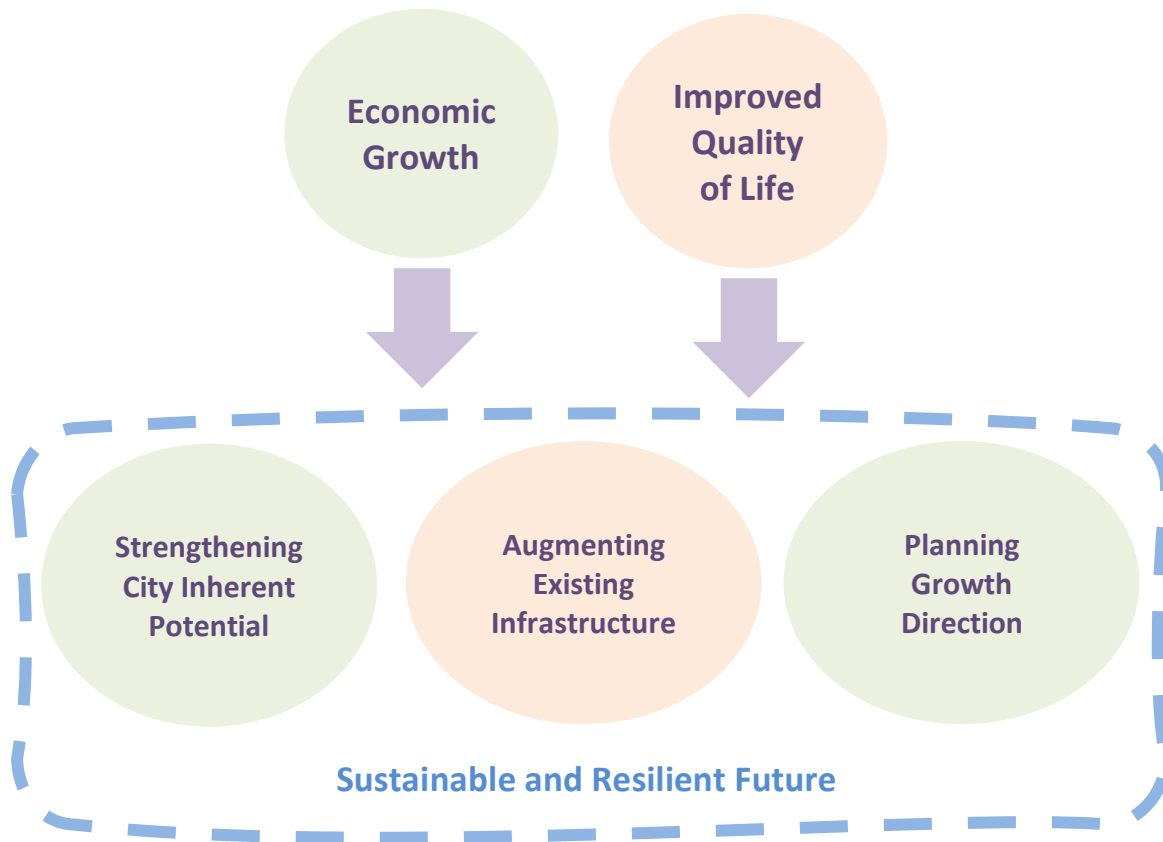 Economic
Growth
Improved
Quality
of Life
Strengthening
City Inherent
Potential
Augmenting
Existing
Infrastructure
Planning
Growth
Direction
Sustainable and Resilient Future